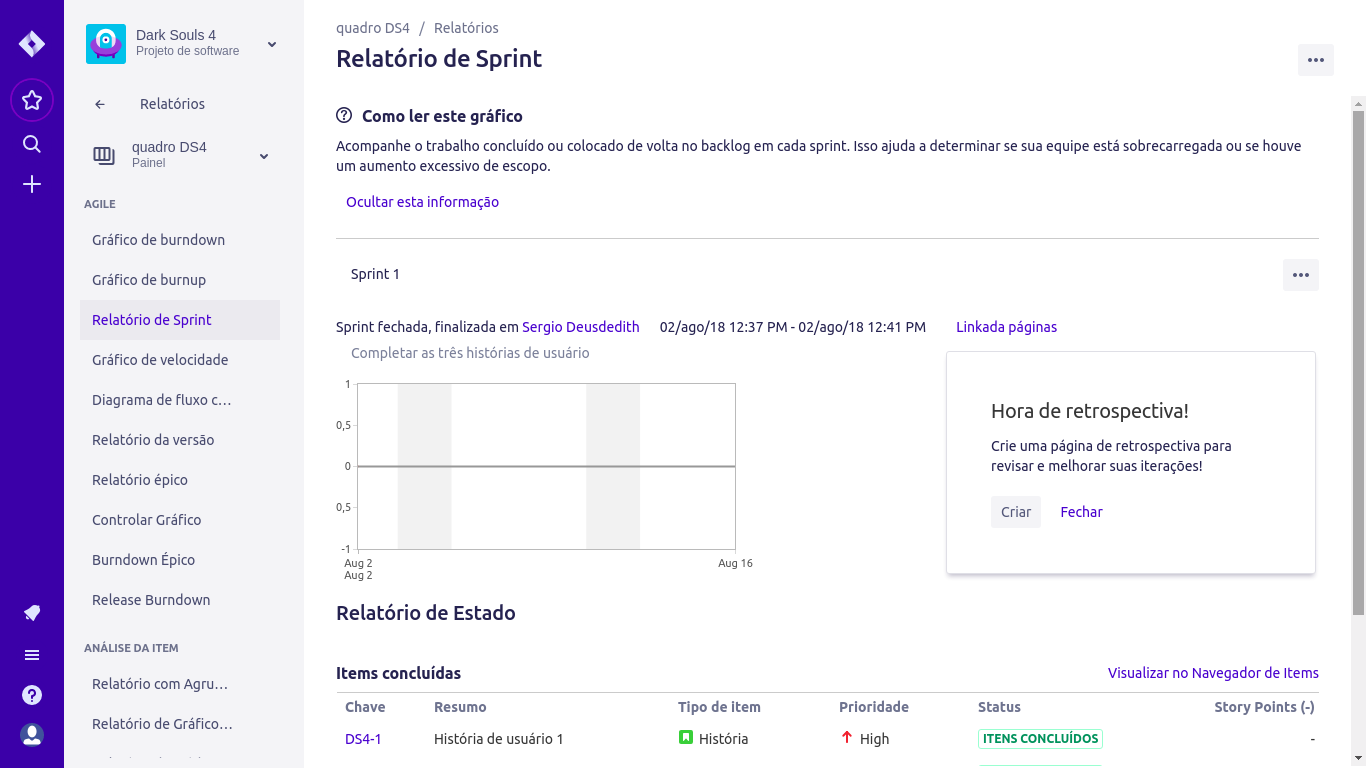 Dark Souls 4
Projeto de software
Relatórios
quadro DS4
Painel
AGILE
Gráfico de burndown
Gráfico de burnup
Relatório de Sprint
Gráfico de velocidade
Diagrama de fluxo c…
Relatório da versão
Relatório épico
Controlar Gráfico
Burndown Épico
Release Burndown
ANÁLISE DA ITEM
Relatório com Agru…
Relatório de Gráfico…
quadro DS4 / Relatórios
Relatório de Sprint
Como ler este gráfico
Acompanhe o trabalho concluído ou colocado de volta no backlog em cada sprint. Isso ajuda a determinar se sua equipe está sobrecarregada ou se houve
um aumento excessivo de escopo.
Ocultar esta informação
Sprint 1
Sprint fechada, finalizada em Sergio Deusdedith 02/ago/18 12:37 PM - 02/ago/18 12:41 PM Linkada páginas
Completar as três histórias de usuário
1
0,5
0
0,5
-1
Aug 2 Aug 16
Aug 2
Hora de retrospectiva!
Crie uma página de retrospectiva para
revisar e melhorar suas iterações!
Criar Fechar
Relatório de Estado
Items concluídas Visualizar no Navegador de Items
Chave Resumo Tipo de item Prioridade Status Story Points (-)
DS4-1 História de usuário 1 História High ITENS CONCLUÍDOS -